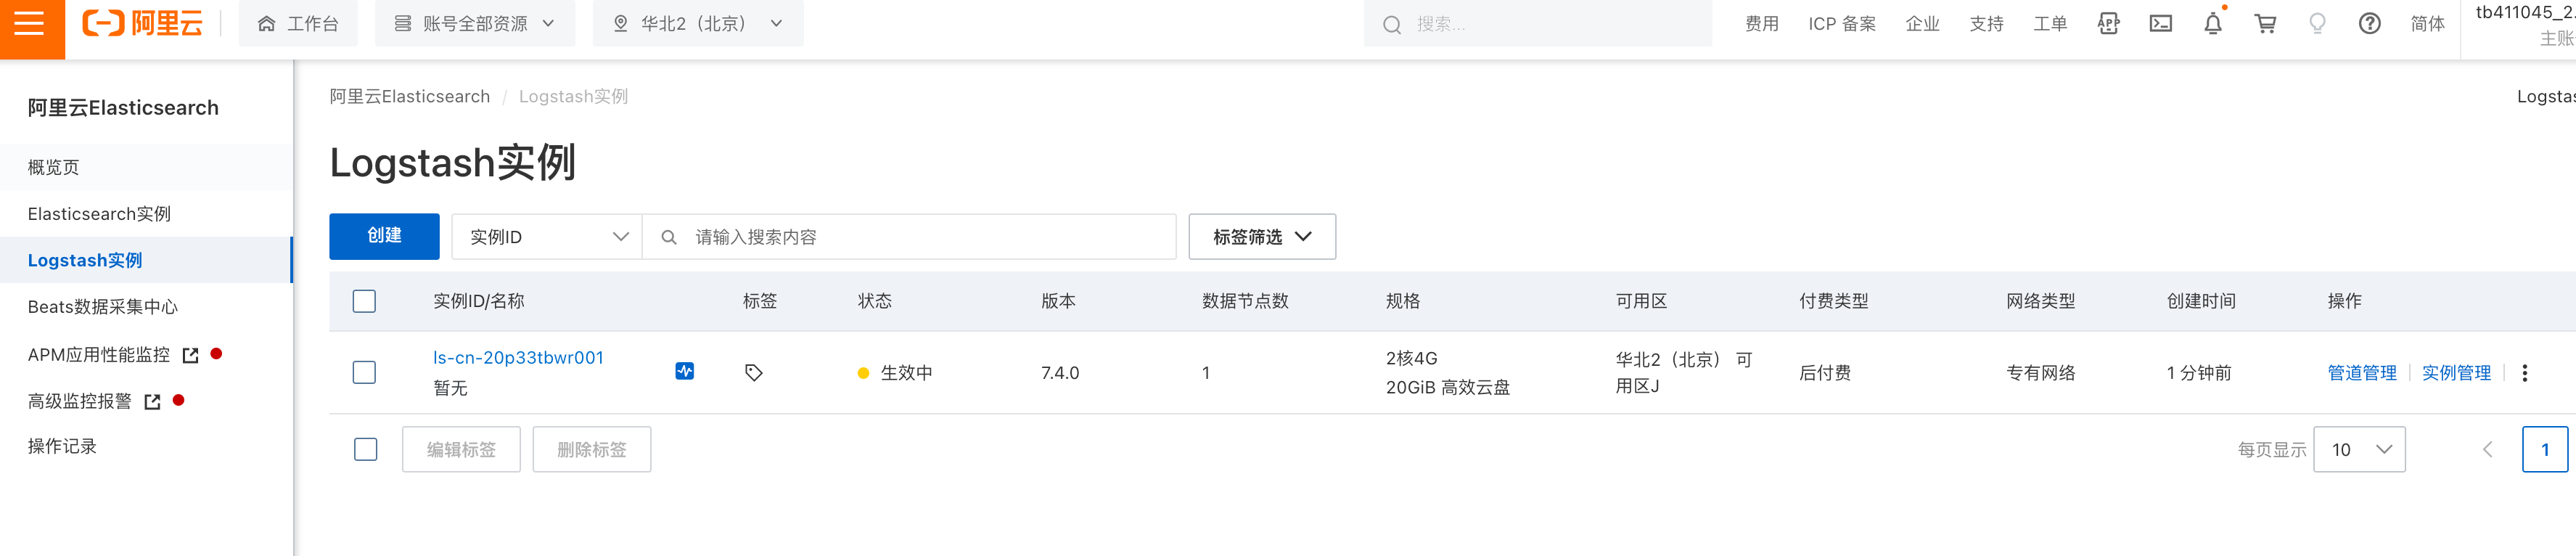 阿里云
工作台
账号全部资源
华北2（北京）
搜索...
费用
ICP 备案
企业
支持
工单
APP
简体
tb411045_2.
主账
阿里云Elasticsearch
概览页
Elasticsearch实例
Logstash实例
Beats数据采集中心
APM应用性能监控
高级监控报警
操作记录
阿里云Elasticsearch / Logstash实例
Logstas
Logstash实例
创建
实例ID
请输入搜索内容
标签筛选
实例ID/名称 标签 状态 版本 数据节点数 规格 可用区 付费类型 网络类型 创建时间 操作
ls-cn-20p33tbwr001
暂无
生效中
7.4.0
1
2核4G
20GiB 高效云盘
华北2（北京） 可
用区J
后付费
专有网络
1 分钟前
管道管理
实例管理
编辑标签
删除标签
每页显示
10
1